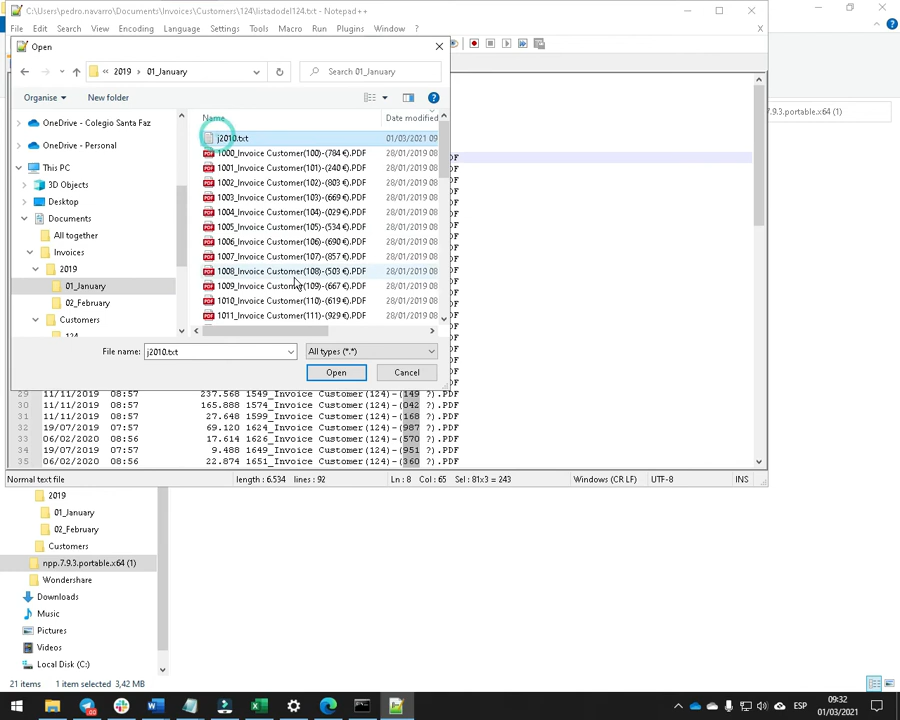 C:\Users\pedro.navarro\Documents\Invoices\Customers\124\listadodel124.txt - Notepad++
File Edit Search View Encoding Language Settings Tools Macro Run Plugins Window ?
Open
2019 › 01_January
Search 01_January
Organise New folder
Name Date modified
OneDrive - Colegio Santa Faz
OneDrive - Personal
This PC
3D Objects
Desktop
Documents
All together
Invoices
2019
01_January
02_February
Customers
124
j2010.txt 01/03/2021 09
1000_Invoice Customer(100)-(784 €).PDF 28/01/2019 08
1001_Invoice Customer(101)-(240 €).PDF 28/01/2019 08
1002_Invoice Customer(102)-(803 €).PDF 28/01/2019 08
1003_Invoice Customer(103)-(669 €).PDF 28/01/2019 08
1004_Invoice Customer(104)-(029 €).PDF 28/01/2019 08
1005_Invoice Customer(105)-(534 €).PDF 28/01/2019 08
1006_Invoice Customer(106)-(690 €).PDF 28/01/2019 08
1007_Invoice Customer(107)-(857 €).PDF 28/01/2019 08
1008_Invoice Customer(108)-(503 €).PDF 28/01/2019 08
1009_Invoice Customer(109)-(667 €).PDF 28/01/2019 08
1010_Invoice Customer(110)-(619 €).PDF 28/01/2019 08
1011_Invoice Customer(111)-(929 €).PDF 28/01/2019 08
File name: j2010.txt All types (*.*)
Open Cancel
7.9.3.portable.x64 (1)
29 11/11/2019 08:57 237.568 1549_Invoice Customer(124)-(149 ?).PDF
30 11/11/2019 08:57 165.888 1574_Invoice Customer(124)-(042 ?).PDF
31 11/11/2019 08:57 27.648 1599_Invoice Customer(124)-(168 ?).PDF
32 19/07/2019 07:57 69.120 1624_Invoice Customer(124)-(987 ?).PDF
33 06/02/2020 08:56 17.614 1626_Invoice Customer(124)-(570 ?).PDF
34 19/07/2019 07:57 9.488 1649_Invoice Customer(124)-(951 ?).PDF
35 06/02/2020 08:56 22.874 1651_Invoice Customer(124)-(360 ?).PDF
Normal text file length : 6.534 lines : 92 Ln : 8 Col : 65 Sel : 81x3 = 243 Windows (CR LF) UTF-8 INS
2019
01_January
02_February
Customers
npp.7.9.3.portable.x64 (1)
Wondershare
Downloads
Music
Pictures
Videos
Local Disk (C:)
21 items 1 item selected 3,42 MB
ESP
09:32
01/03/2021